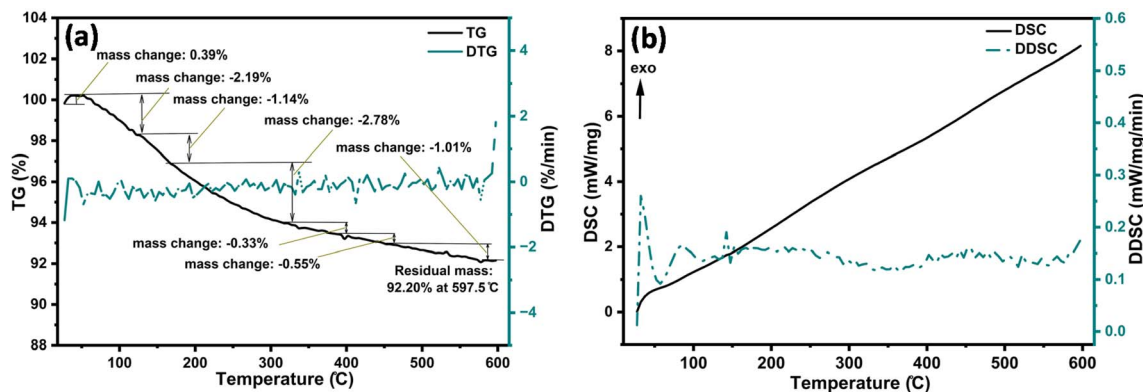 (a)
TG
DTG
mass change: 0.39%
mass change: -2.19%
mass change: -1.14%
mass change: -2.78%
mass change: -1.01%
mass change: -0.33%
mass change: -0.55%
Residual mass:
92.20% at 597.5℃
104
102
100
98
96
94
92
90
88
TG (%)
4
2
0
−2
−4
DTG (%/min)
100
200
300
400
500
600
Temperature (℃)
(b)
DSC
DDSC
exo
8
6
4
2
0
DSC (mW/mg)
0.6
0.5
0.4
0.3
0.2
0.1
0.0
DDSC (mW/mg/min)
100
200
300
400
500
600
Temperature (℃)